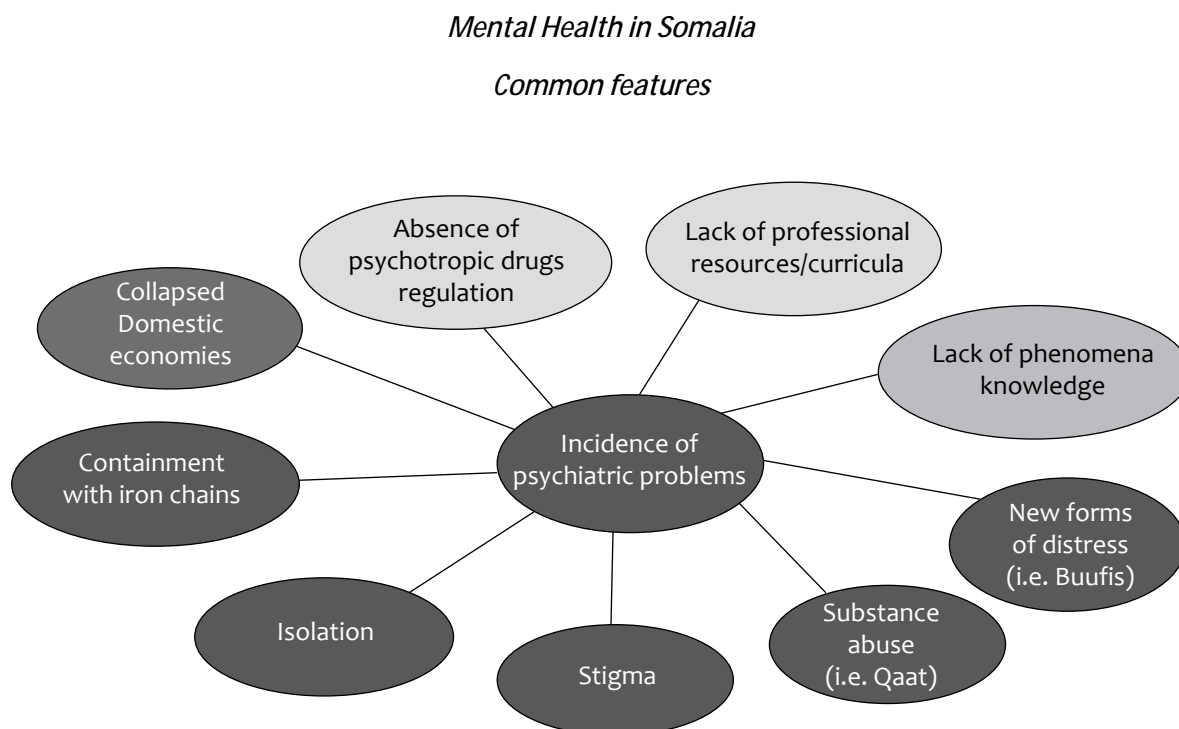 Mental Health in Somalia
Common features
Absence of
psychotropic drugs
regulation
Lack of professional
resources/curricula
Collapsed
Domestic
economies
Lack of phenomena
knowledge
Incidence of
psychiatric problems
Containment
with iron chains
New forms
of distress
(i.e. Buufis)
Isolation
Stigma
Substance
abuse
(i.e. Qaat)